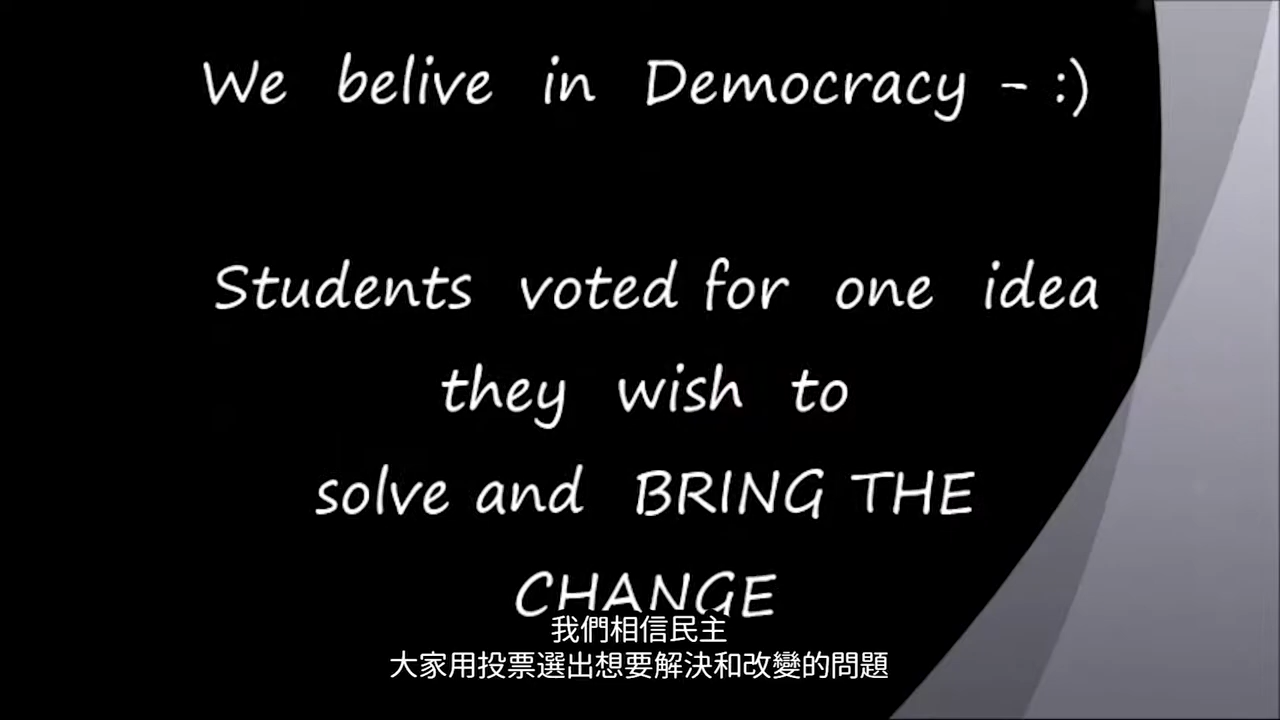 We belive in Democracy - :)
Students voted for one idea
they wish to
solve and BRING THE
CHANGE
我們相信民主
大家用投票選出想要解決和改變的問題